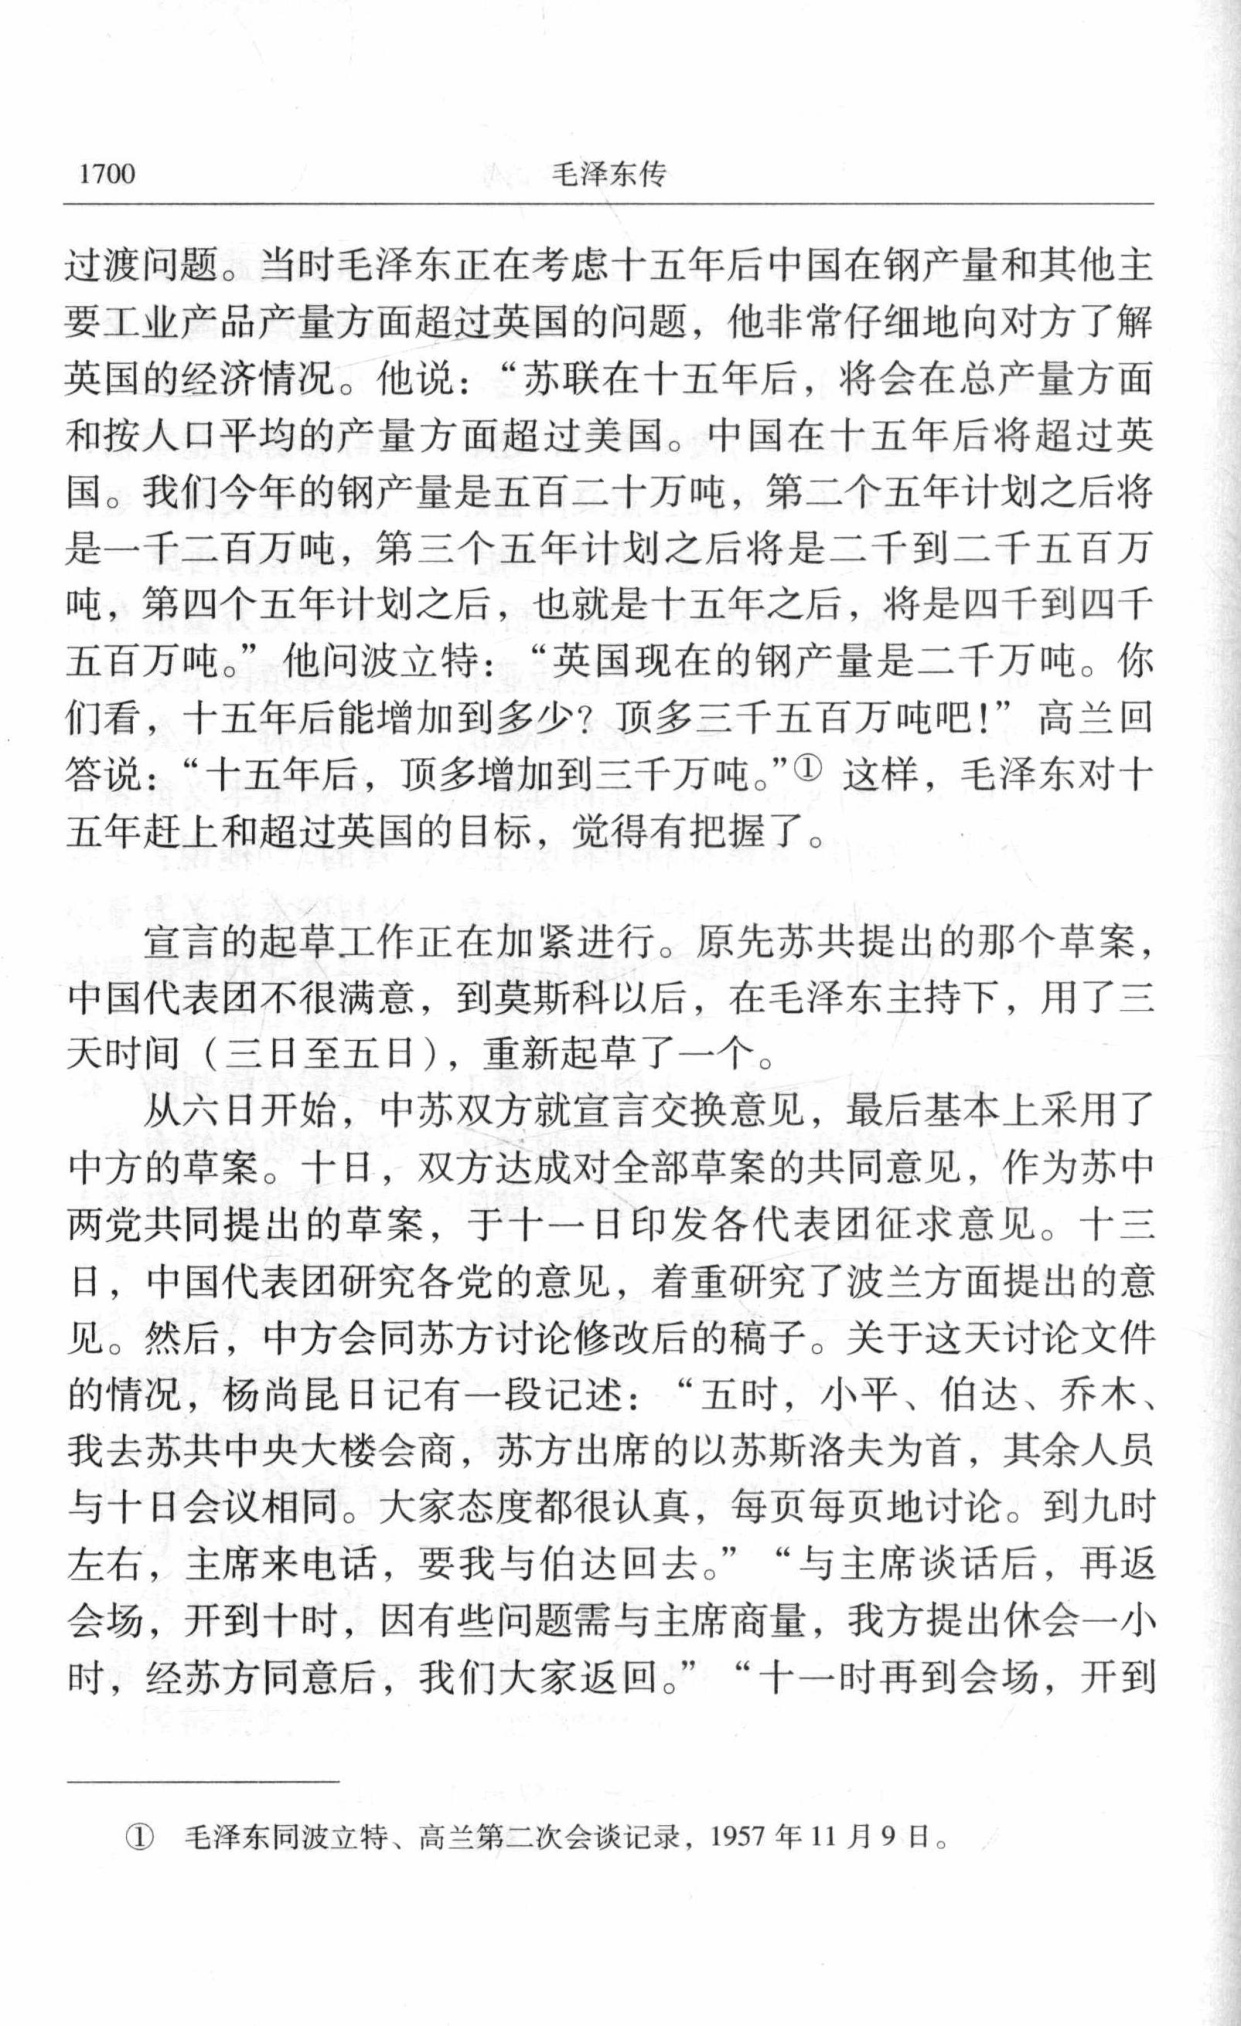 1700
毛泽东传
过渡问题。当时毛泽东正在考虑十五年后中国在钢产量和其他主
要工业产品产量方面超过英国的问题，他非常仔细地向对方了解
英国的经济情况。他说：“苏联在十五年后，将会在总产量方面
和按人口平均的产量方面超过美国。中国在十五年后将超过英
国。我们今年的钢产量是五百二十万吨，第二个五年计划之后将
是一千二百万吨，第三个五年计划之后将是二千到二千五百万
吨，第四个五年计划之后，也就是十五年之后，将是四千到四千
五百万吨。”他问波立特：“英国现在的钢产量是二千万吨。你
们看，十五年后能增加到多少？顶多三千五百万吨吧！”高兰回
答说：“十五年后，顶多增加到三千万吨。”① 这样，毛泽东对十
五年赶上和超过英国的目标，觉得有把握了。
宣言的起草工作正在加紧进行。原先苏共提出的那个草案，
中国代表团不很满意，到莫斯科以后，在毛泽东主持下，用了三
天时间（三日至五日），重新起草了一个。
从六日开始，中苏双方就宣言交换意见，最后基本上采用了
中方的草案。十日，双方达成对全部草案的共同意见，作为苏中
两党共同提出的草案，于十一日印发各代表团征求意见。十三
日，中国代表团研究各党的意见，着重研究了波兰方面提出的意
见。然后，中方会同苏方讨论修改后的稿子。关于这天讨论文件
的情况，杨尚昆日记有一段记述：“五时，小平、伯达、乔木、
我去苏共中央大楼会商，苏方出席的以苏斯洛夫为首，其余人员
与十日会议相同。大家态度都很认真，每页每页地讨论。到九时
左右，主席来电话，要我与伯达回去。”“与主席谈话后，再返
会场，开到十时，因有些问题需与主席商量，我方提出休会一小
时，经苏方同意后，我们大家返回。”“十一时再到会场，开到
① 毛泽东同波立特、高兰第二次会谈记录，1957 年 11 月 9 日。